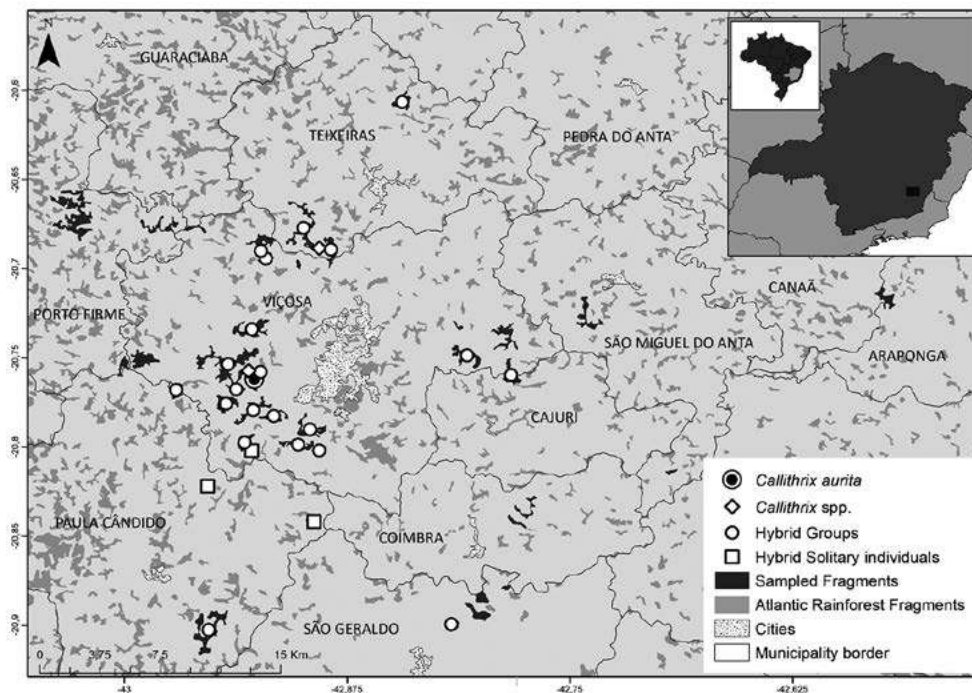 N
GUARACIABA
-20,6
TEIXEIRAS
PEDRA DO ANTA
-20,65
-20,7
VIÇOSA
CANAÃ
PORTO FIRME
SÃO MIGUEL DO ANTA
-20,75
ARAPONGA
CAJURI
-20,8
PAULA CÂNDIDO
-20,85
COIMBRA
-20,9
SÃO GERALDO
0 3.75 7.5 15 Km
-43 -42.875 -42.75 -42.625
Callithrix aurita
Callithrix spp.
Hybrid Groups
Hybrid Solitary individuals
Sampled Fragments
Atlantic Rainforest Fragments
Cities
Municipality border